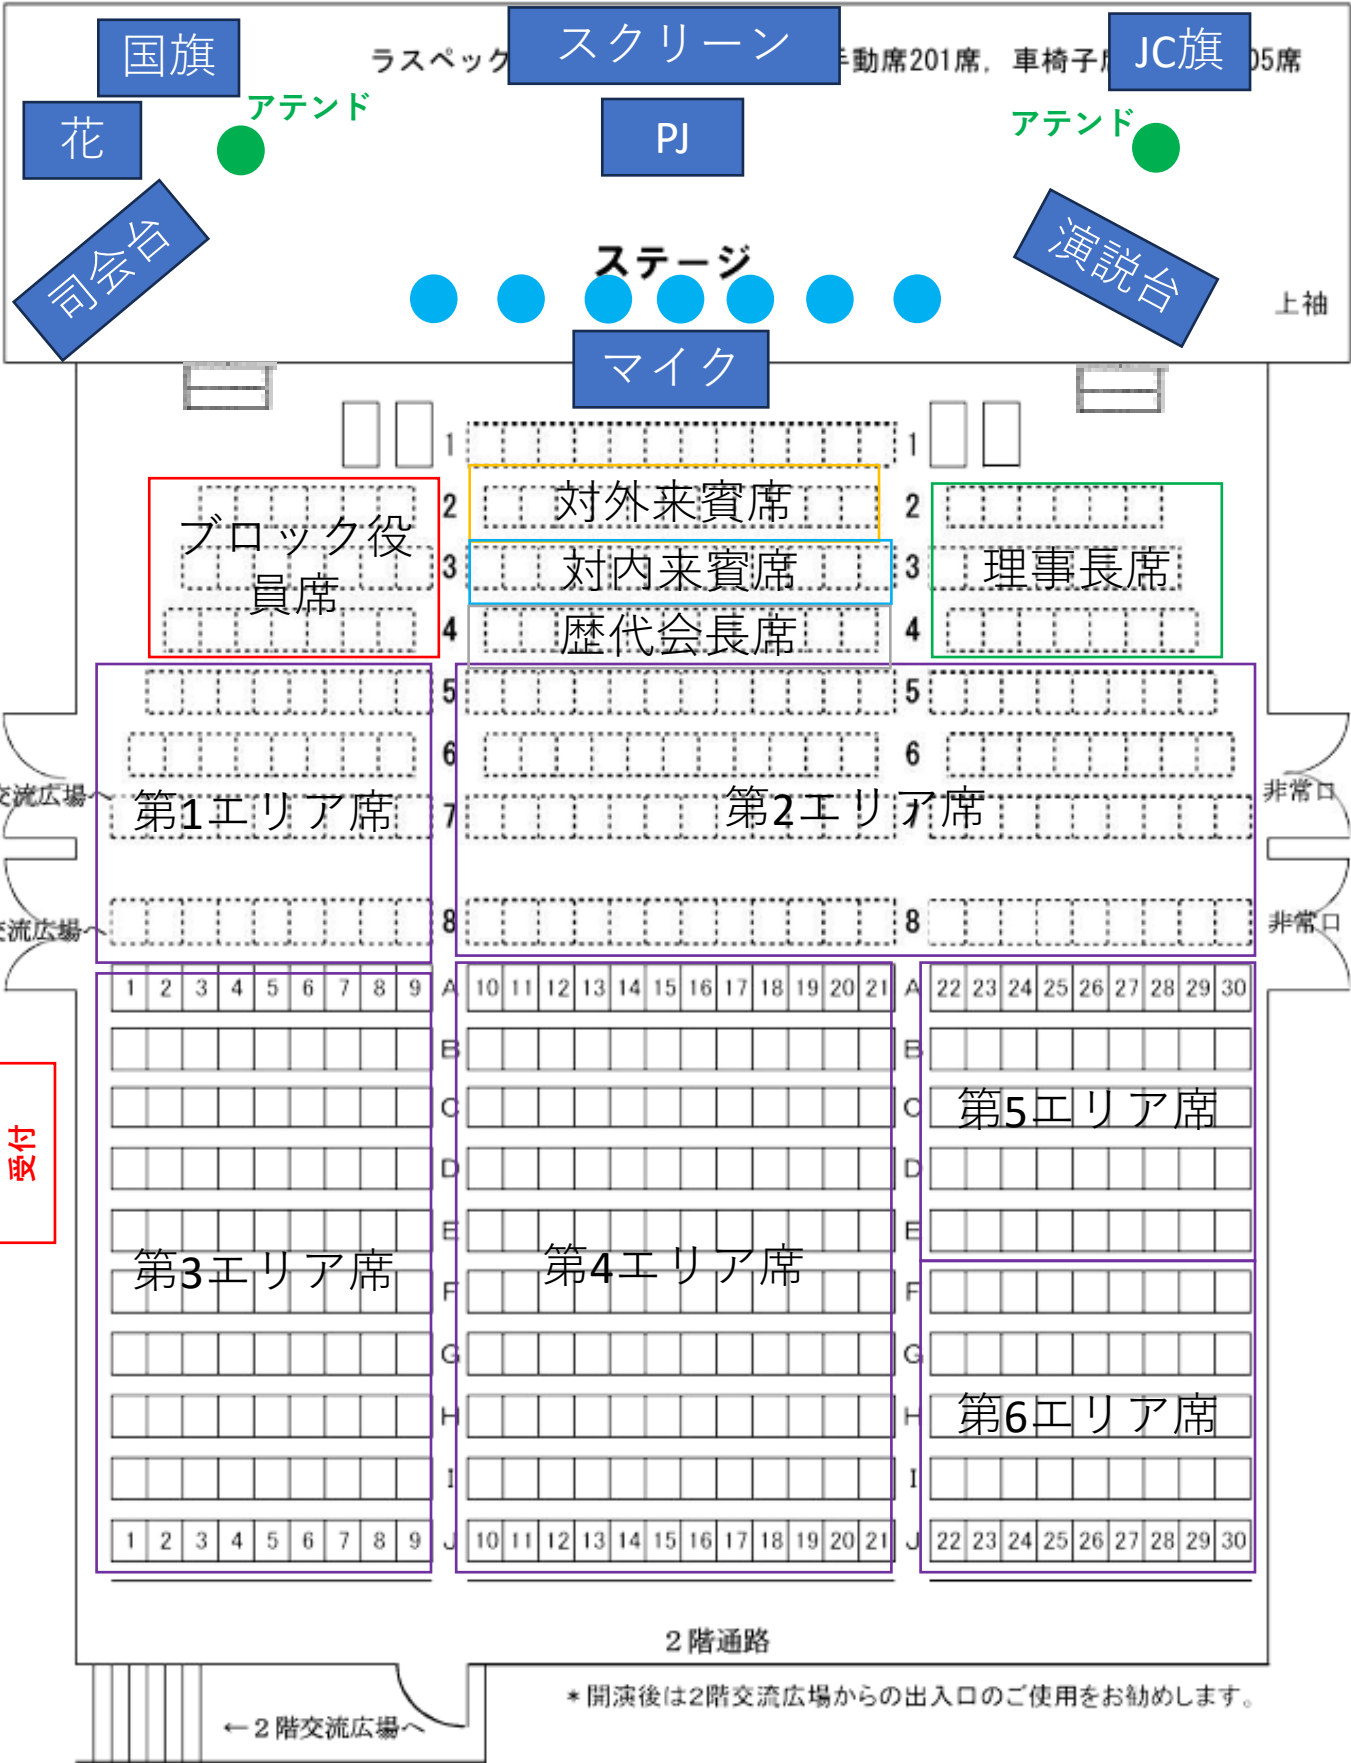 国旗
スクリーン
JC旗
ラスペック
手動席201席, 車椅子
05席
花
アテンド
PJ
アテンド
司会台
ステージ
演説台
上袖
マイク
1 1
2 対外来賓席 2
ブロック役
員席
3 対内来賓席 3 理事長席
4 歴代会長席 4
5 5
6 6
交流広場へ 第1エリア席 7 第2エリア席 7 非常口
交流広場へ 8 8 非常口
1 2 3 4 5 6 7 8 9 A 10 11 12 13 14 15 16 17 18 19 20 21 A 22 23 24 25 26 27 28 29 30
B B
C C 第5エリア席
受付
D D
E E
第3エリア席 第4エリア席
F F
G G
H H 第6エリア席
I I
1 2 3 4 5 6 7 8 9 J 10 11 12 13 14 15 16 17 18 19 20 21 J 22 23 24 25 26 27 28 29 30
2階通路
*開演後は2階交流広場からの出入口のご使用をお勧めします。
←2階交流広場へ